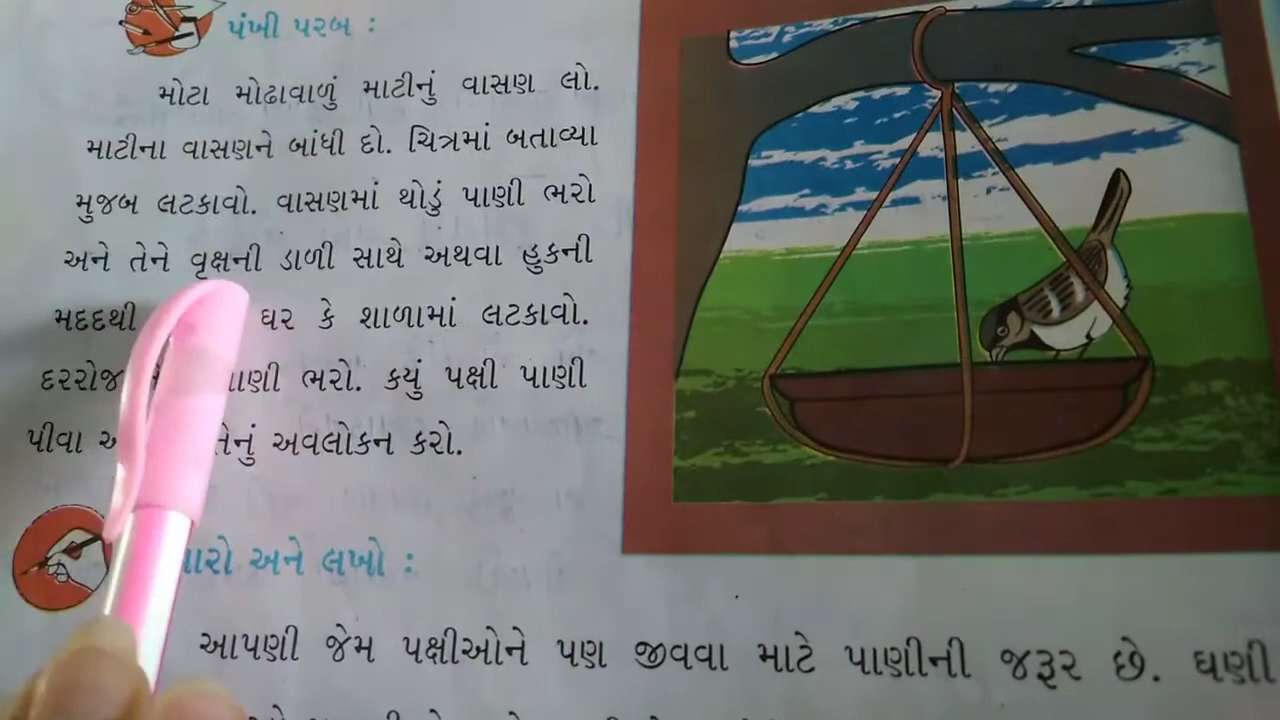 પંખી પરબ :
મોટા મોઢાવાળું માટીનું વાસણ લો.
માટીના વાસણને બાંધી દો. ચિત્રમાં બતાવ્યા
મુજબ લટકાવો. વાસણમાં થોડું પાણી ભરો
અને તેને વૃક્ષની ડાળી સાથે અથવા હુકની
મદદથી ઘર કે શાળામાં લટકાવો.
દરરોજ ભરો. કયું પક્ષી પાણી
પીવા તેનું અવલોકન કરો.
અને લખો :
આપણી જેમ પક્ષીઓને પણ જીવવા માટે પાણીની જરૂર છે. ઘણી